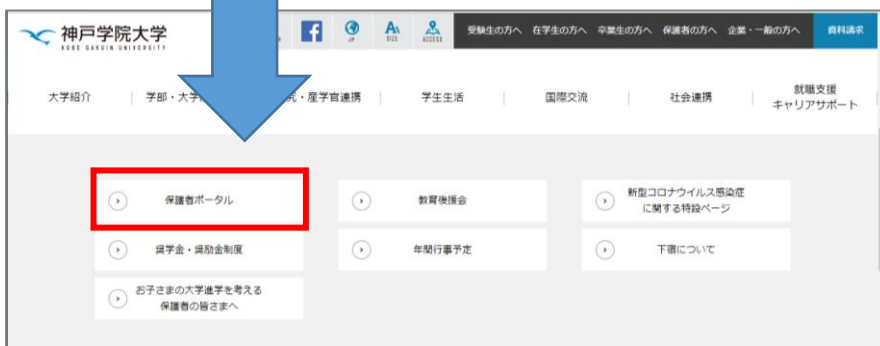 神戸学院大学
KOBE GAKUIN UNIVERSITY
JP
SIZE
ACCESS
受験生の方へ 在学生の方へ 卒業生の方へ 保護者の方へ 企業・一般の方へ 資料請求
大学紹介 学部・大学 ・産学官連携 学生生活 国際交流 社会連携 就職支援
キャリアサポート
保護者ポータル 教育後援会 新型コロナウイルス感染症
に関する特設ページ
奨学金・奨励金制度 年間行事予定 下宿について
お子さまの大学進学を考える
保護者の皆さまへ